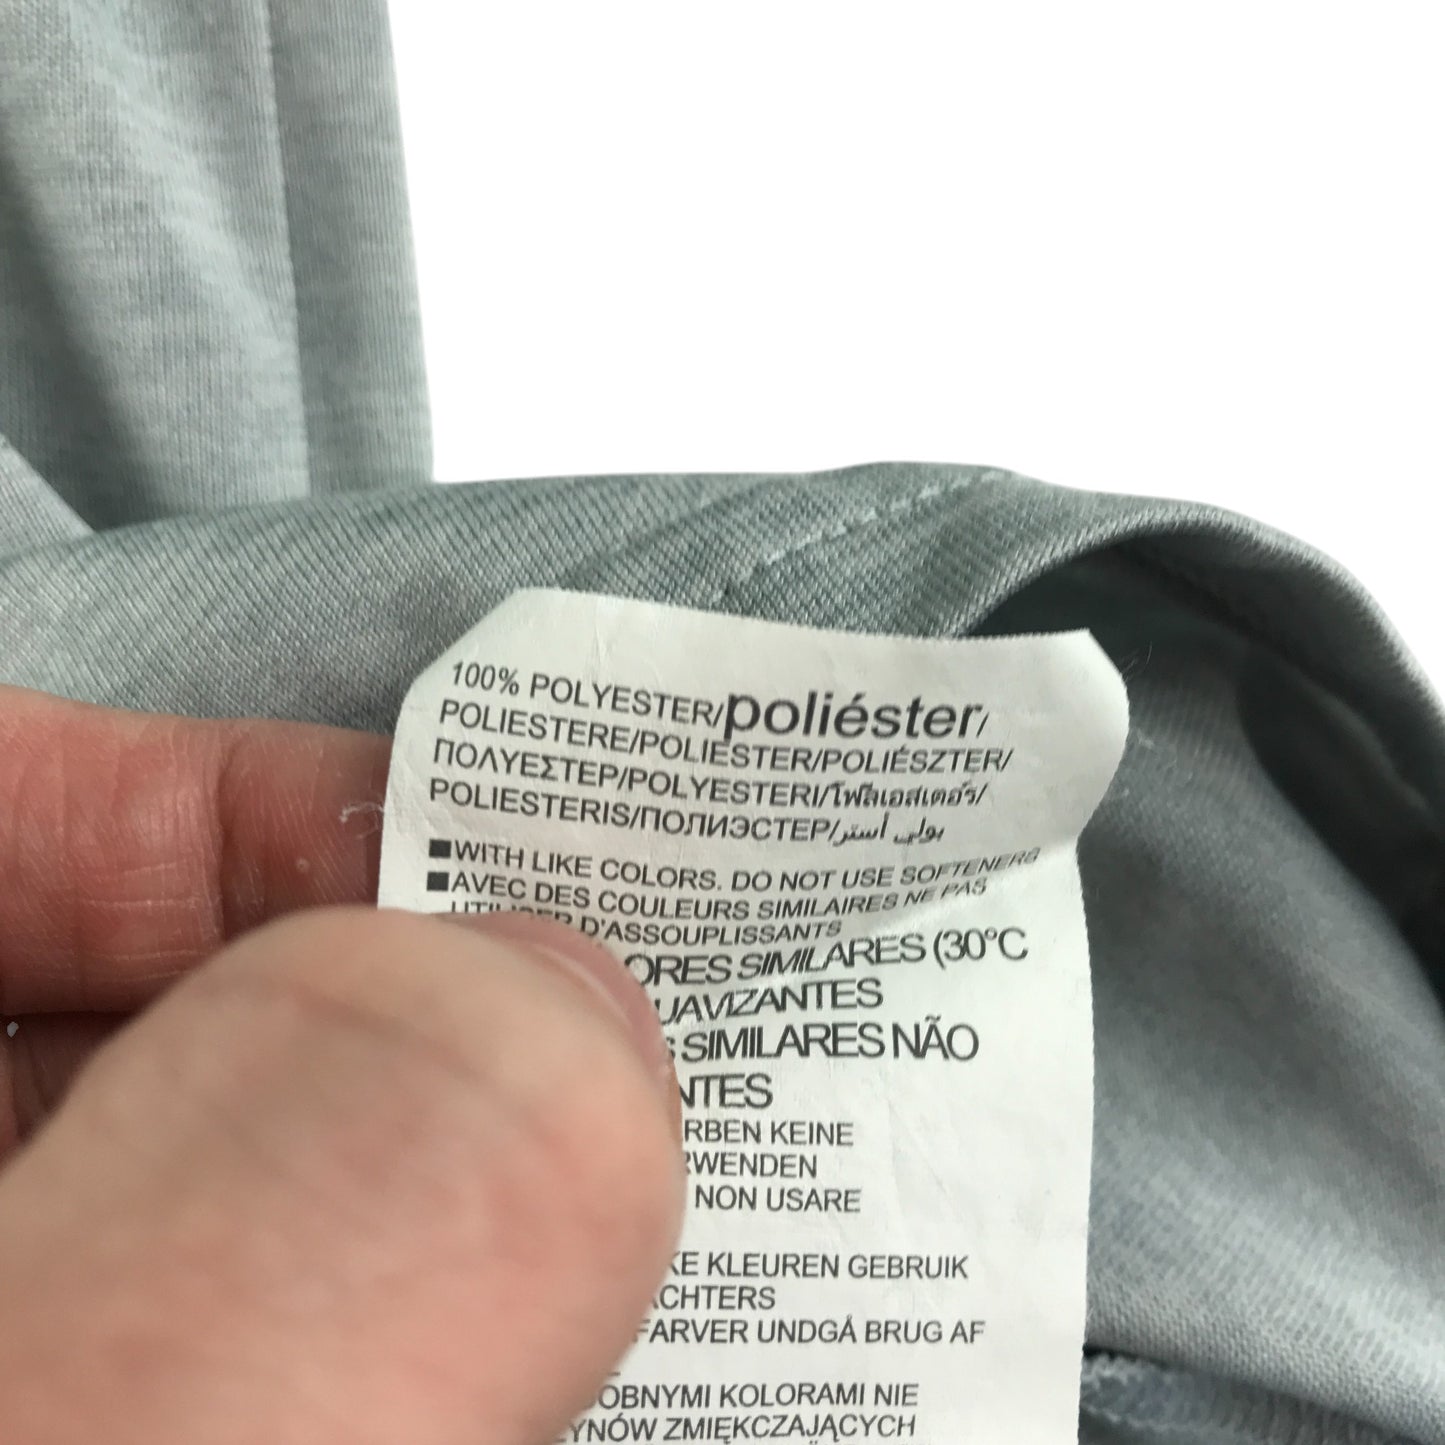 100% POLYESTER/poliéster/
POLIESTERE/POLIESTER/POLIÉSZTER/
ΠΟΛΥΕΣΤΕΡ/POLYESTERI/โพลีเอสเตอร์/
POLIESTERIS/ПОЛИЭСТЕР/بولي أستر
■WITH LIKE COLORS. DO NOT USE SOFTENERS
■AVEC DES COULEURS SIMILAIRES NE PAS
UTILISER D'ASSOUPLISSANTS
ORES SIMILARES (30°C
UAVIZANTES
SIMILARES NÃO
NTES
RBEN KEINE
RWENDEN
NON USARE
KE KLEUREN GEBRUIK
ACHTERS
FARVER UNDGÅ BRUG AF
OBNYMI KOLORAMI NIE
ZYNÓW ZMIĘKCZAJĄCYCH